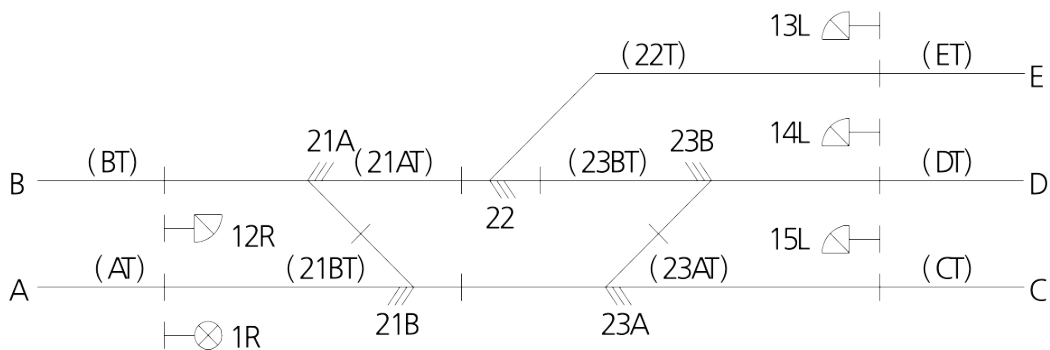 13L
(22T)
(ET)
E
14L
21A
23B
(BT)
(21AT)
(23BT)
(DT)
B
D
22
12R
15L
(AT)
(21BT)
(23AT)
(CT)
A
C
21B
23A
1R